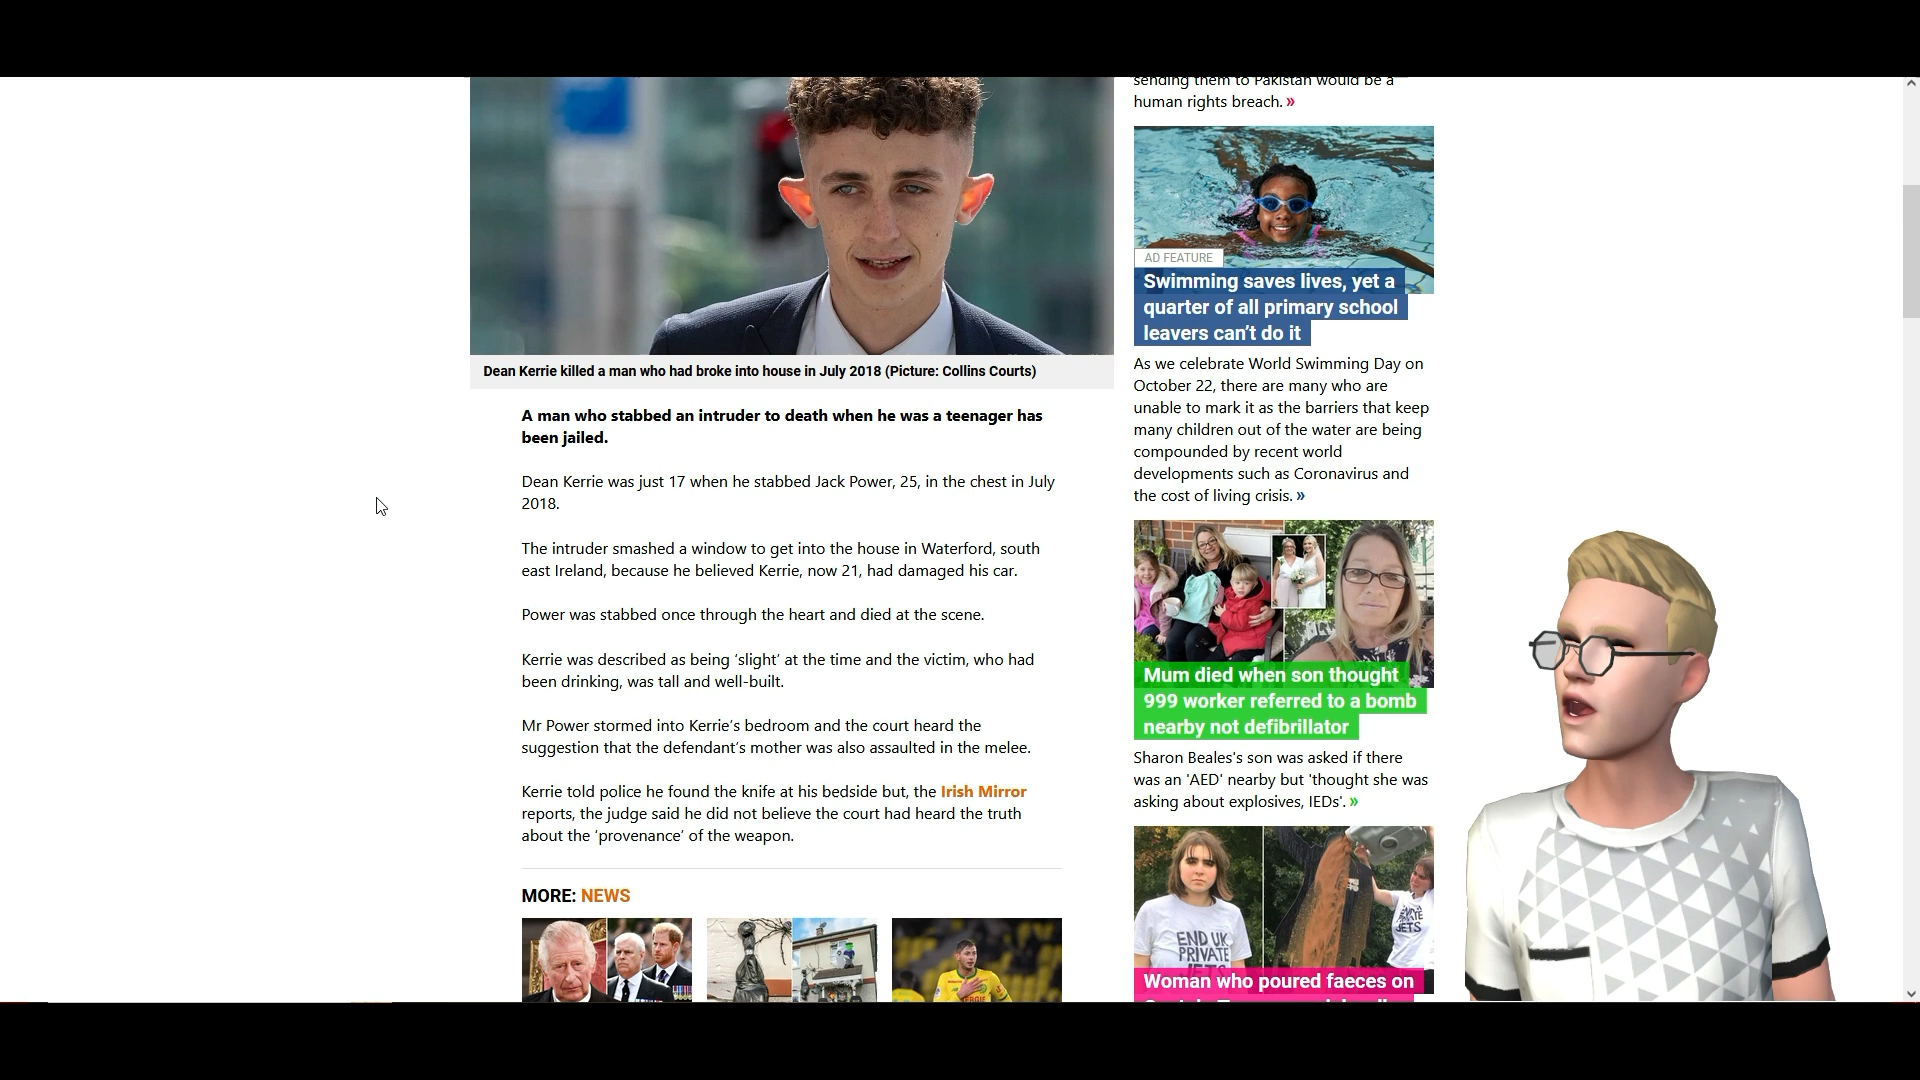 Dean Kerrie killed a man who had broke into house in July 2018 (Picture: Collins Courts)
A man who stabbed an intruder to death when he was a teenager has
been jailed.
Dean Kerrie was just 17 when he stabbed Jack Power, 25, in the chest in July
2018.
The intruder smashed a window to get into the house in Waterford, south
east Ireland, because he believed Kerrie, now 21, had damaged his car.
Power was stabbed once through the heart and died at the scene.
Kerrie was described as being ‘slight’ at the time and the victim, who had
been drinking, was tall and well-built.
Mr Power stormed into Kerrie’s bedroom and the court heard the
suggestion that the defendant’s mother was also assaulted in the melee.
Kerrie told police he found the knife at his bedside but, the Irish Mirror
reports, the judge said he did not believe the court had heard the truth
about the ‘provenance’ of the weapon.
MORE: NEWS
sending them to Pakistan would be a
human rights breach. »
AD FEATURE
Swimming saves lives, yet a
quarter of all primary school
leavers can’t do it
As we celebrate World Swimming Day on
October 22, there are many who are
unable to mark it as the barriers that keep
many children out of the water are being
compounded by recent world
developments such as Coronavirus and
the cost of living crisis. »
Mum died when son thought
999 worker referred to a bomb
nearby not defibrillator
Sharon Beales's son was asked if there
was an 'AED' nearby but 'thought she was
asking about explosives, IEDs'. »
END UK
PRIVATE
JETS
END UK
PRIVATE
JETS
Woman who poured faeces on